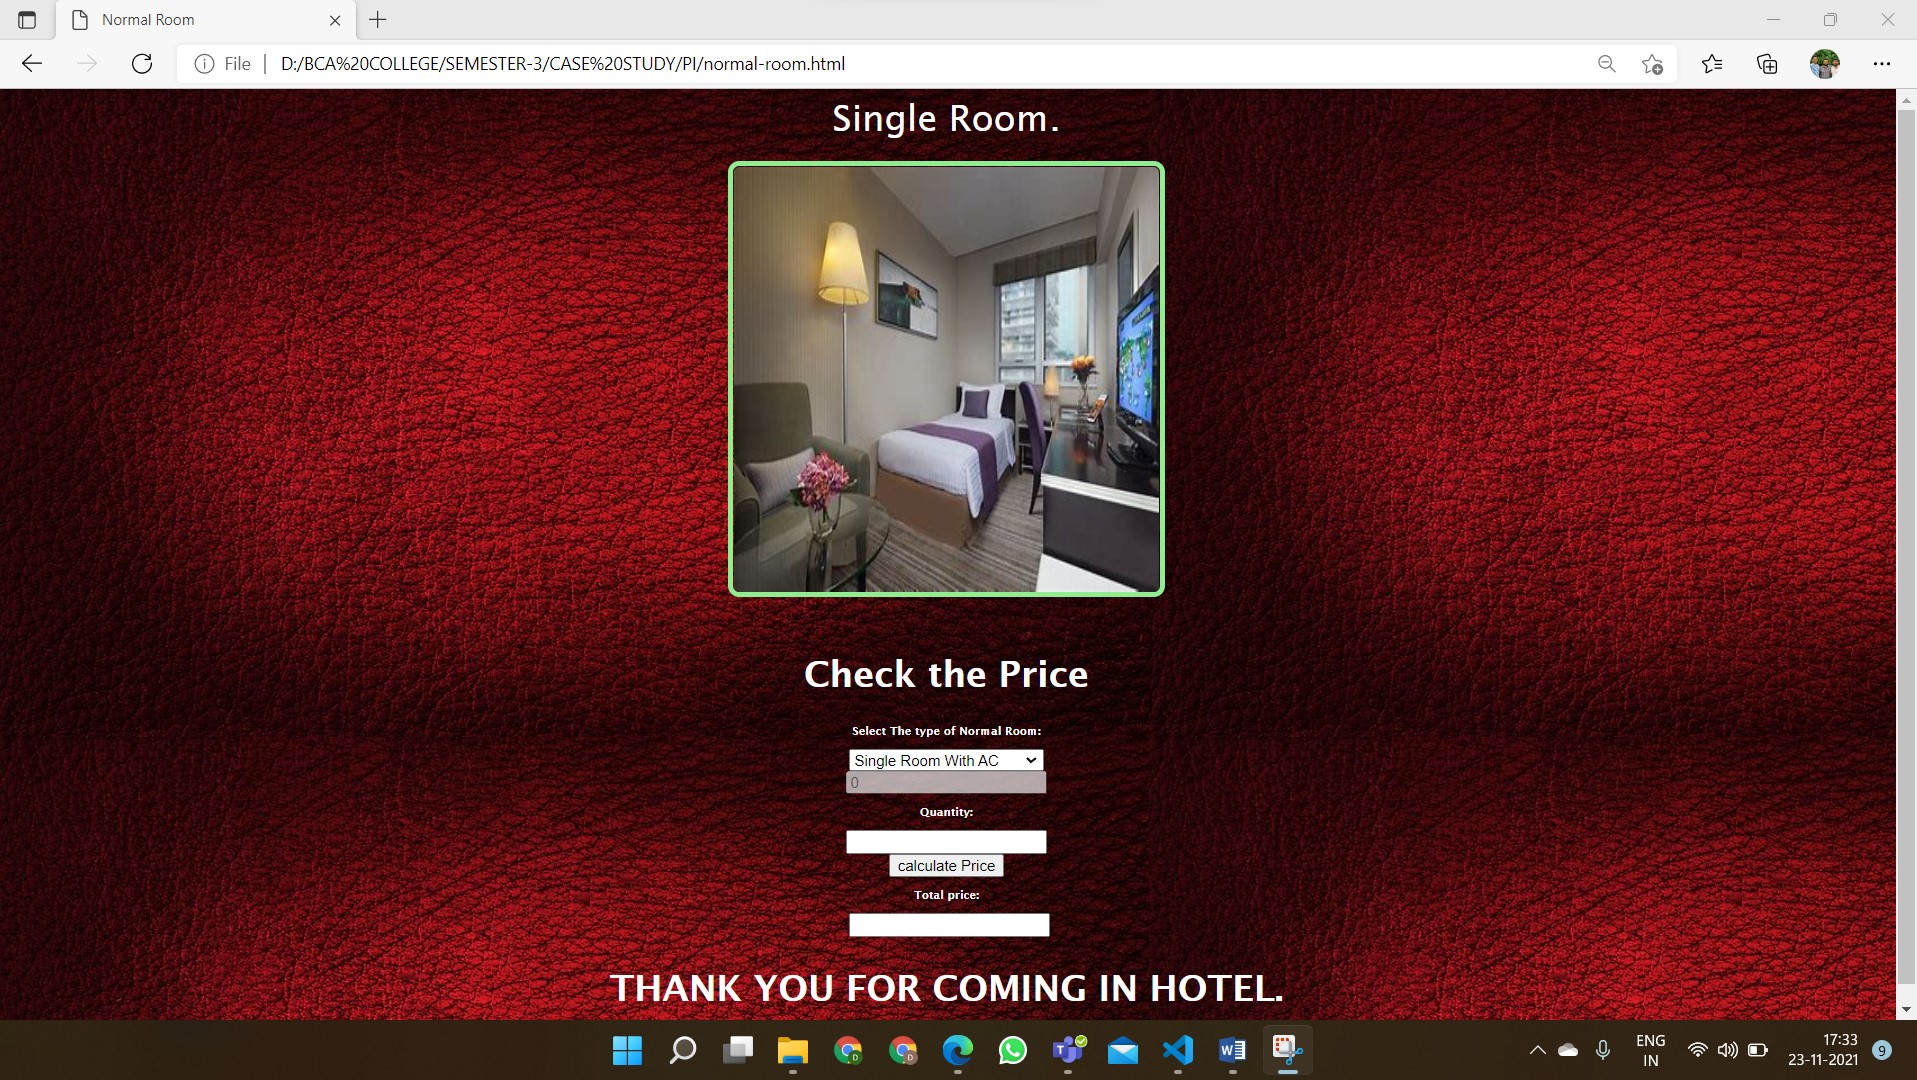 Normal Room
File
D:/BCA%20COLLEGE/SEMESTER-3/CASE%20STUDY/PI/normal-room.html
Single Room.
Check the Price
Select The type of Normal Room:
Single Room With AC
0
Quantity:
calculate Price
Total price:
THANK YOU FOR COMING IN HOTEL.
D
D
T
W
ENG
IN
17:33
23-11-2021
9